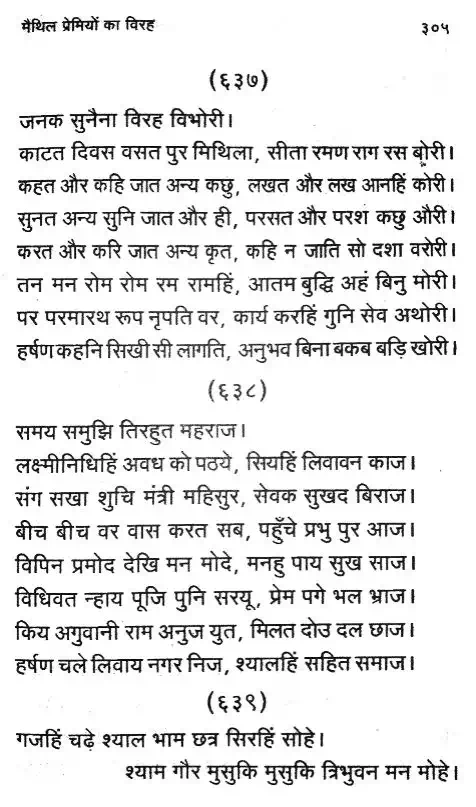 मैथिल प्रेमियों का विरह ३०५
(६३७)
जनक सुनैना विरह विभोरी।
काटत दिवस वसत पुर मिथिला, सीता रमण राग रस बोरी।
कहत और कहि जात अन्य कछु, लखत और लख आनहिं कोरी।
सुनत अन्य सुनि जात और ही, परसत और परश कछु औरी।
करत और करि जात अन्य कृत, कहि न जाति सो दशा वरोरी।
तन मन रोम रोम रम रामहिं, आतम बुद्धि अहं बिनु मोरी।
पर परमारथ रूप नृपति वर, कार्य करहिं गुनि सेव अथोरी।
हर्षण कहनि सिखी सी लागति, अनुभव बिना बकब बड़ि खोरी।
(६३८)
समय समुझि तिरहुत महराज।
लक्ष्मीनिधिहिं अवध को पठये, सियहिं लिवावन काज।
संग सखा शुचि मंत्री महिसुर, सेवक सुखद बिराज।
बीच बीच वर वास करत सब, पहुँचे प्रभु पुर आज।
विपिन प्रमोद देखि मन मोदे, मनहु पाय सुख साज।
विधिवत न्हाय पूजि पुनि सरयू, प्रेम पगे भल भ्राज।
किय अगुवानी राम अनुज युत, मिलत दोउ दल छाज।
हर्षण चले लिवाय नगर निज, श्यालहिं सहित समाज।
(६३९)
गजहिं चढ़े श्याल भाम छत्र सिरहिं सोहे।
श्याम गौर मुसुकि मुसुकि त्रिभुवन मन मोहे।